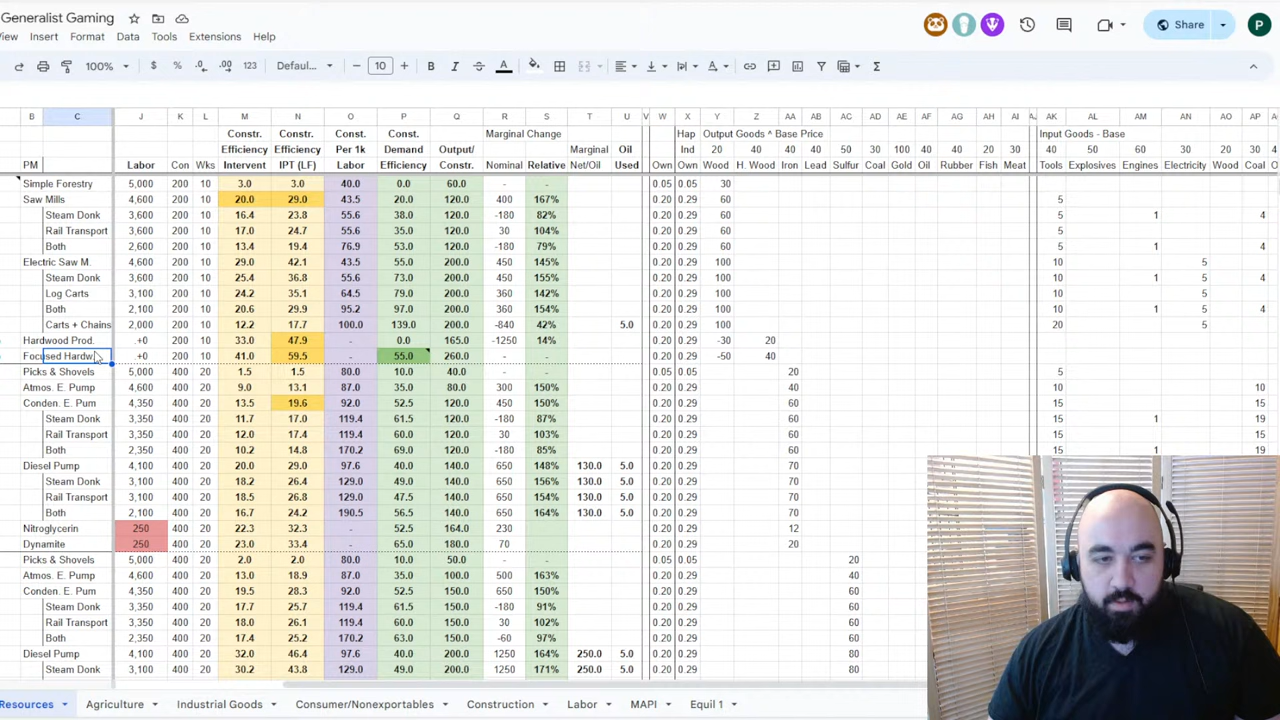 Generalist Gaming
View Insert Format Data Tools Extensions Help
Share P
100% $ % .0 .00 123 Defaul... 10 B I A Σ
B C J K L M N O P Q R S T U V W X Y Z AA AB AC AD AE AF AG AH AI AJ AK AL AM AN AO AP A
Constr. Constr. Const. Const. Marginal Change Hap Output Goods ^ Base Price Input Goods - Base
Efficiency Efficiency Per 1k Demand Output/ Marginal Oil Ind 20 40 40 40 50 30 100 40 40 20 30 40 50 60 30 20 30 4
PM Labor Con Wks Intervent IPT (LF) Labor Efficiency Constr. Nominal Relative Net/Oil Used Own Own Wood H. Wood Iron Lead Sulfur Coal Gold Oil Rubber Fish Meat Tools Explosives Engines Electricity Wood Coal O
Simple Forestry 5,000 200 10 3.0 3.0 40.0 0.0 60.0 - - 0.05 0.05 30
Saw Mills 4,600 200 10 20.0 29.0 43.5 20.0 120.0 400 167% 0.20 0.29 60 5
Steam Donk 3,600 200 10 16.4 23.8 55.6 38.0 120.0 -180 82% 0.20 0.29 60 5 1 4
Rail Transport 3,600 200 10 17.0 24.7 55.6 35.0 120.0 30 104% 0.20 0.29 60 5
Both 2,600 200 10 13.4 19.4 76.9 53.0 120.0 -180 79% 0.20 0.29 60 5 1 4
Electric Saw M. 4,600 200 10 29.0 42.1 43.5 55.0 200.0 450 145% 0.20 0.29 100 10 5
Steam Donk 3,600 200 10 25.4 36.8 55.6 73.0 200.0 -180 155% 0.20 0.29 100 10 1 5 4
Log Carts 3,100 200 10 24.2 35.1 64.5 79.0 200.0 360 142% 0.20 0.29 100 10 5
Both 2,100 200 10 20.6 29.9 95.2 97.0 200.0 360 154% 0.20 0.29 100 10 1 5 4
Carts + Chains 2,000 200 10 12.2 17.7 100.0 139.0 200.0 -840 42% 5.0 0.20 0.29 100 20 5
Hardwood Prod. .+0 200 10 33.0 47.9 - 0.0 165.0 -1250 14% 0.20 0.29 -30 20
Focused Hardw. .+0 200 10 41.0 59.5 - 55.0 260.0 - - 0.20 0.29 -50 40
Picks & Shovels 5,000 400 20 1.5 1.5 80.0 10.0 40.0 - - 0.05 0.05 20 5
Atmos. E. Pump 4,600 400 20 9.0 13.1 87.0 35.0 80.0 300 150% 0.20 0.29 40 10 10
Conden. E. Pum 4,350 400 20 13.5 19.6 92.0 52.5 120.0 450 150% 0.20 0.29 60 15 15
Steam Donk 3,350 400 20 11.7 17.0 119.4 61.5 120.0 -180 87% 0.20 0.29 60 15 1 19
Rail Transport 3,350 400 20 12.0 17.4 119.4 60.0 120.0 30 103% 0.20 0.29 60 15 15
Both 2,350 400 20 10.2 14.8 170.2 69.0 120.0 -180 85% 0.20 0.29 60 15 1 19
Diesel Pump 4,100 400 20 20.0 29.0 97.6 40.0 140.0 650 148% 130.0 5.0 0.20 0.29 70
Steam Donk 3,100 400 20 18.2 26.4 129.0 49.0 140.0 -180 156% 130.0 5.0 0.20 0.29 70
Rail Transport 3,100 400 20 18.5 26.8 129.0 47.5 140.0 650 154% 130.0 5.0 0.20 0.29 70
Both 2,100 400 20 16.7 24.2 190.5 56.5 140.0 650 164% 130.0 5.0 0.20 0.29 70
Nitroglycerin 250 400 20 22.3 32.3 - 52.5 164.0 230 0.20 0.29 12
Dynamite 250 400 20 23.0 33.4 - 65.0 180.0 70 0.20 0.29 20
Picks & Shovels 5,000 400 20 2.0 2.0 80.0 10.0 50.0 - - 0.05 0.05 20
Atmos. E. Pump 4,600 400 20 13.0 18.9 87.0 35.0 100.0 500 163% 0.20 0.29 40
Conden. E. Pum 4,350 400 20 19.5 28.3 92.0 52.5 150.0 650 150% 0.20 0.29 60
Steam Donk 3,350 400 20 17.7 25.7 119.4 61.5 150.0 -180 91% 0.20 0.29 60
Rail Transport 3,350 400 20 18.0 26.1 119.4 60.0 150.0 30 102% 0.20 0.29 60
Both 2,350 400 20 17.4 25.2 170.2 63.0 150.0 -60 97% 0.20 0.29 60
Diesel Pump 4,100 400 20 32.0 46.4 97.6 40.0 200.0 1250 164% 250.0 5.0 0.20 0.29 80
Steam Donk 3,100 400 20 30.2 43.8 129.0 49.0 200.0 1250 171% 250.0 5.0 0.20 0.29 80
Resources Agriculture Industrial Goods Consumer/Nonexportables Construction Labor MAPI Equil 1